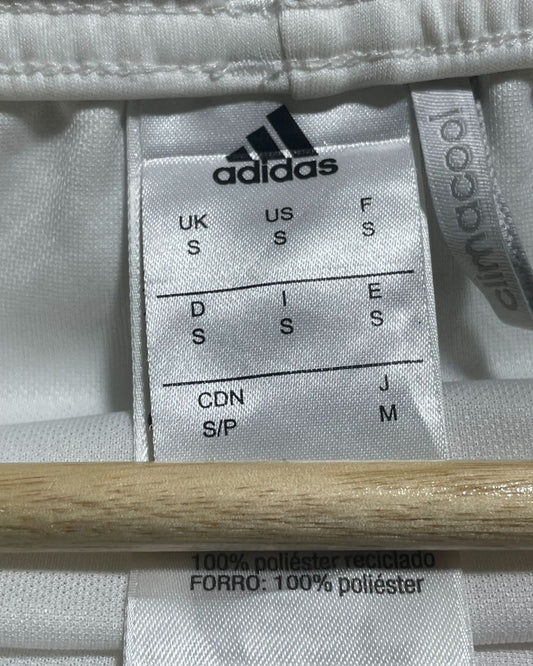 adidas
climacool
UK US F
S S S
D I E
S S S
CDN J
S/P M
100% poliéster reciclado
FORRO: 100% poliéster